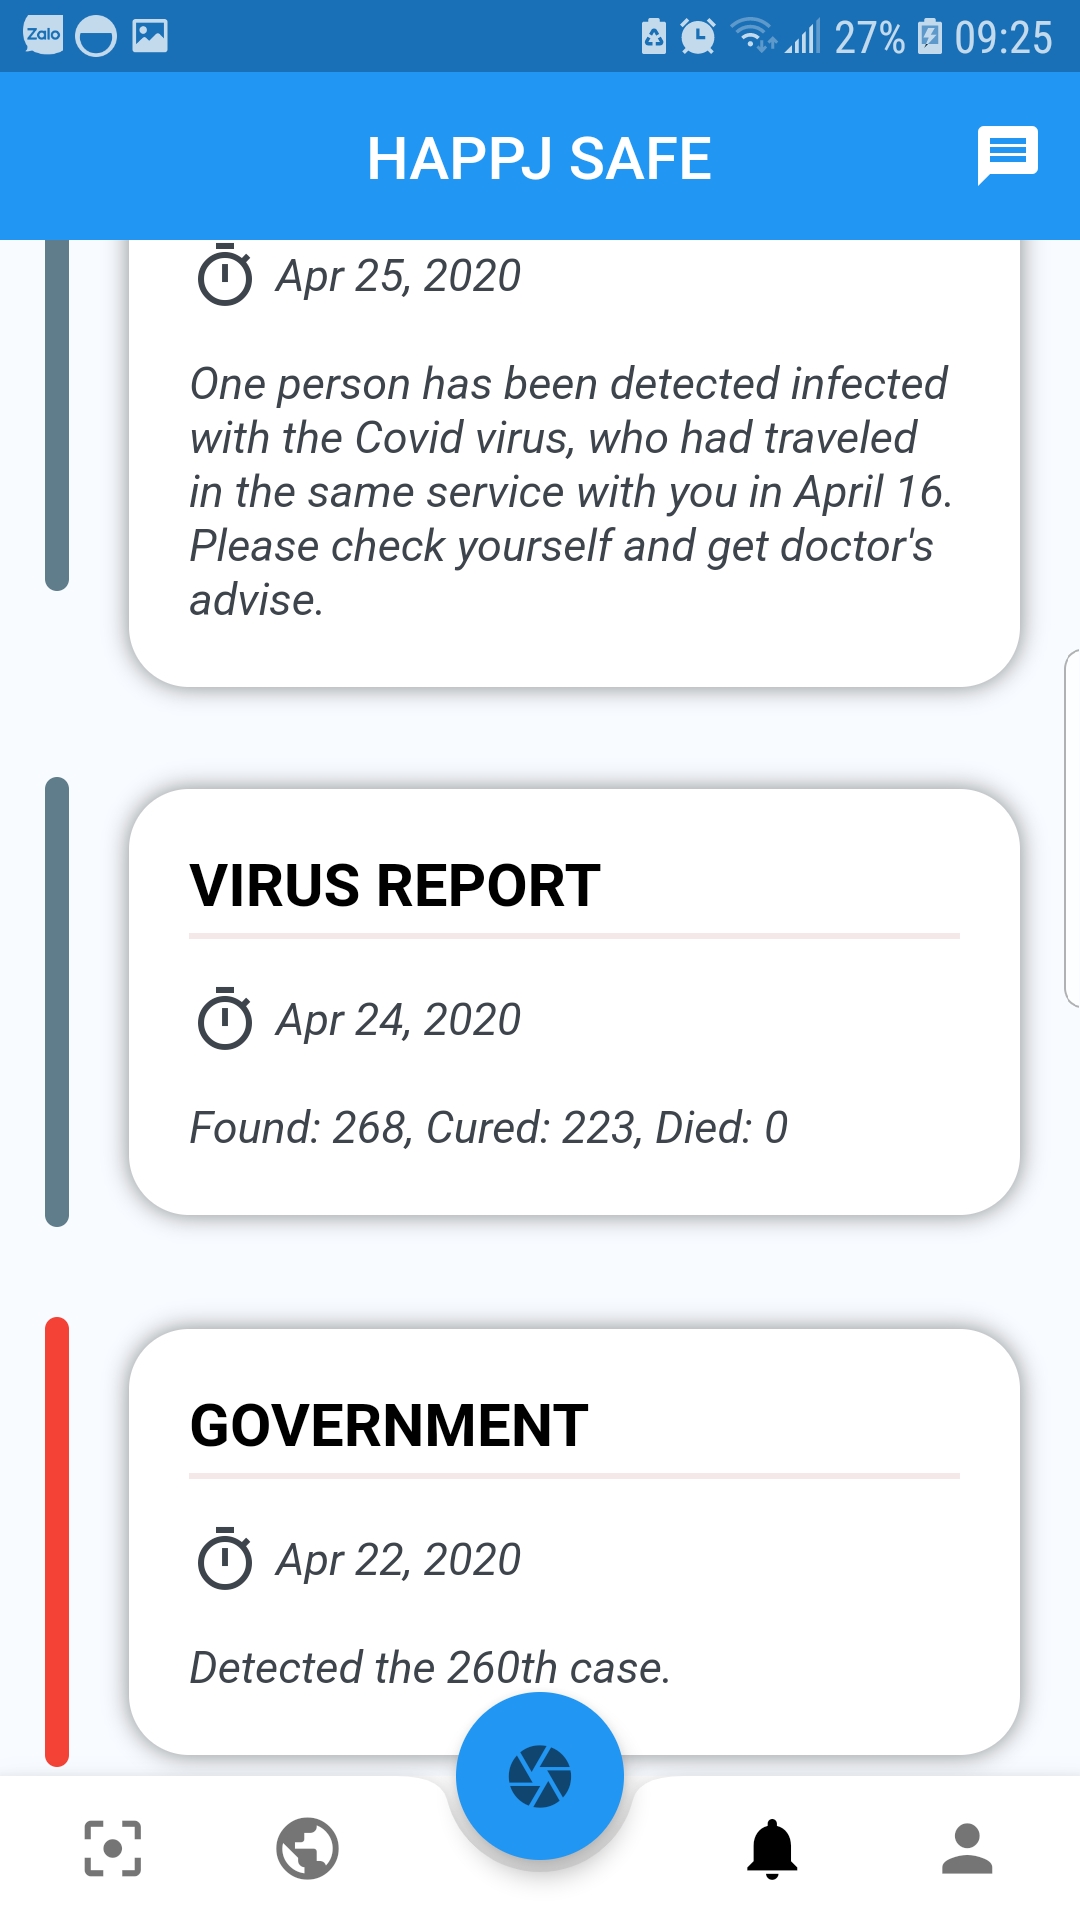 Zalo
27% 09:25
HAPPJ SAFE
Apr 25, 2020
One person has been detected infected
with the Covid virus, who had traveled
in the same service with you in April 16.
Please check yourself and get doctor's
advise.
VIRUS REPORT
Apr 24, 2020
Found: 268, Cured: 223, Died: 0
GOVERNMENT
Apr 22, 2020
Detected the 260th case.